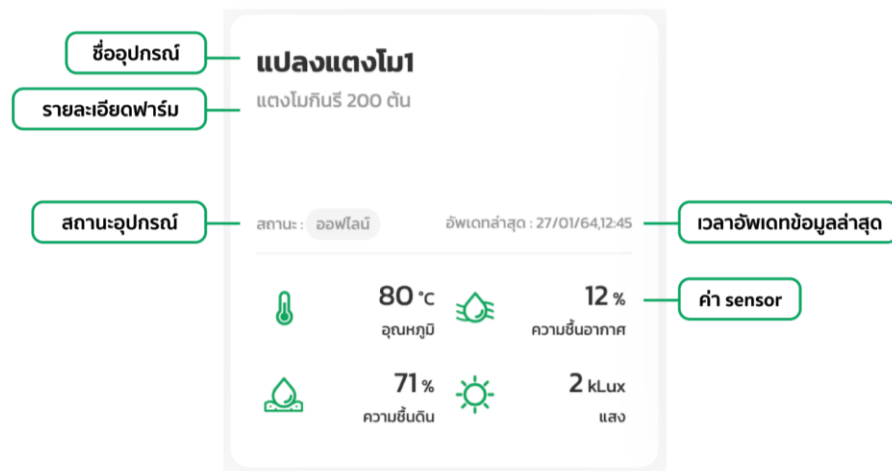 ชื่ออุปกรณ์
แปลงแตงโม1
รายละเอียดฟาร์ม
แตงโมกินรี 200 ต้น
สถานะอุปกรณ์
สถานะ : ออฟไลน์
อัพเดทล่าสุด : 27/01/64,12:45
เวลาอัพเดทข้อมูลล่าสุด
80 °C
อุณหภูมิ
12 %
ความชื้นอากาศ
ค่า sensor
71 %
ความชื้นดิน
2 kLux
แสง